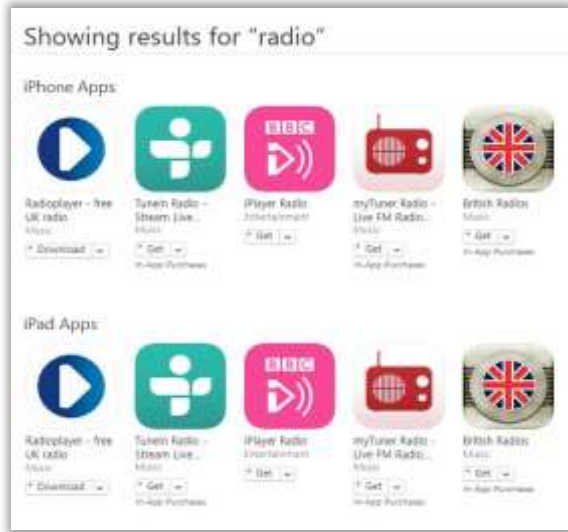 Showing results for "radio"
iPhone Apps
BBC
Radioplayer - free
UK radio
Music
Download
TuneIn Radio -
Stream Live...
Music
Get
In-App Purchases
iPlayer Radio
Entertainment
Get
myTuner Radio -
Live FM Radio...
Music
Get
In-App Purchases
British Radios
Music
Get
In-App Purchases
iPad Apps
BBC
Radioplayer - free
UK radio
Music
Download
TuneIn Radio -
Stream Live...
Music
Get
In-App Purchases
iPlayer Radio
Entertainment
Get
myTuner Radio -
Live FM Radio...
Music
Get
In-App Purchases
British Radios
Music
Get
In-App Purchases